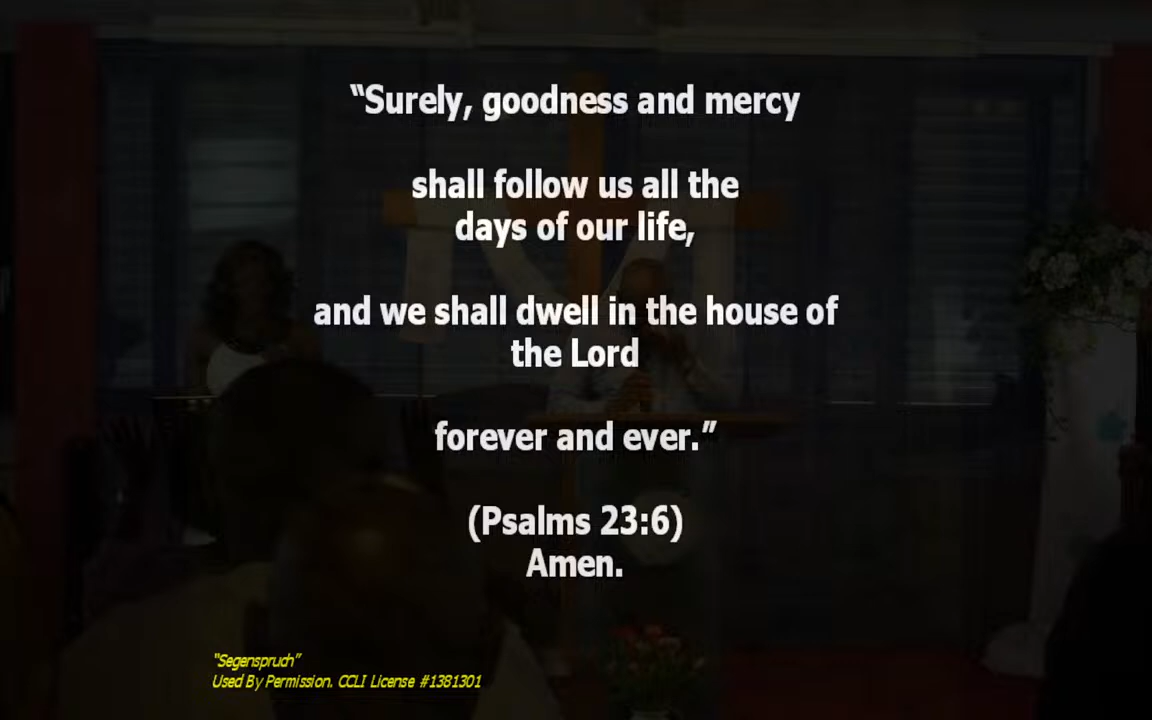 “Surely, goodness and mercy
shall follow us all the
days of our life,
and we shall dwell in the house of
the Lord
forever and ever.”
(Psalms 23:6)
Amen.
“Segenspruch”
Used By Permission. CCLI License #1381301